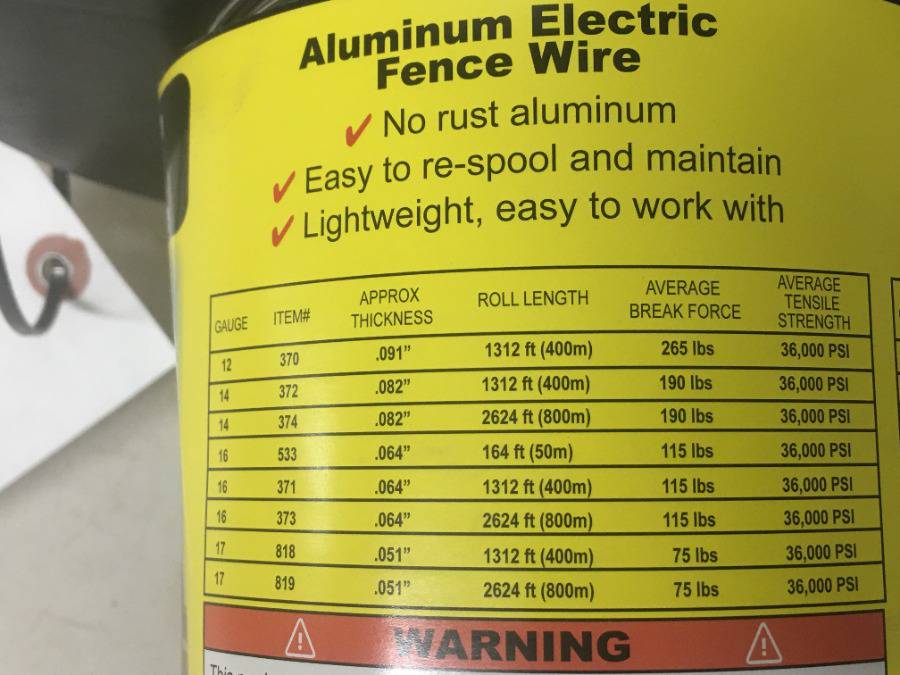 Aluminum Electric
Fence Wire
✓ No rust aluminum
✓ Easy to re-spool and maintain
✓ Lightweight, easy to work with
GAUGE ITEM# APPROX THICKNESS ROLL LENGTH AVERAGE BREAK FORCE AVERAGE TENSILE STRENGTH
12 370 .091” 1312 ft (400m) 265 lbs 36,000 PSI
14 372 .082” 1312 ft (400m) 190 lbs 36,000 PSI
14 374 .082” 2624 ft (800m) 190 lbs 36,000 PSI
16 533 .064” 164 ft (50m) 115 lbs 36,000 PSI
16 371 .064” 1312 ft (400m) 115 lbs 36,000 PSI
16 373 .064” 2624 ft (800m) 115 lbs 36,000 PSI
17 818 .051” 1312 ft (400m) 75 lbs 36,000 PSI
17 819 .051” 2624 ft (800m) 75 lbs 36,000 PSI
WARNING